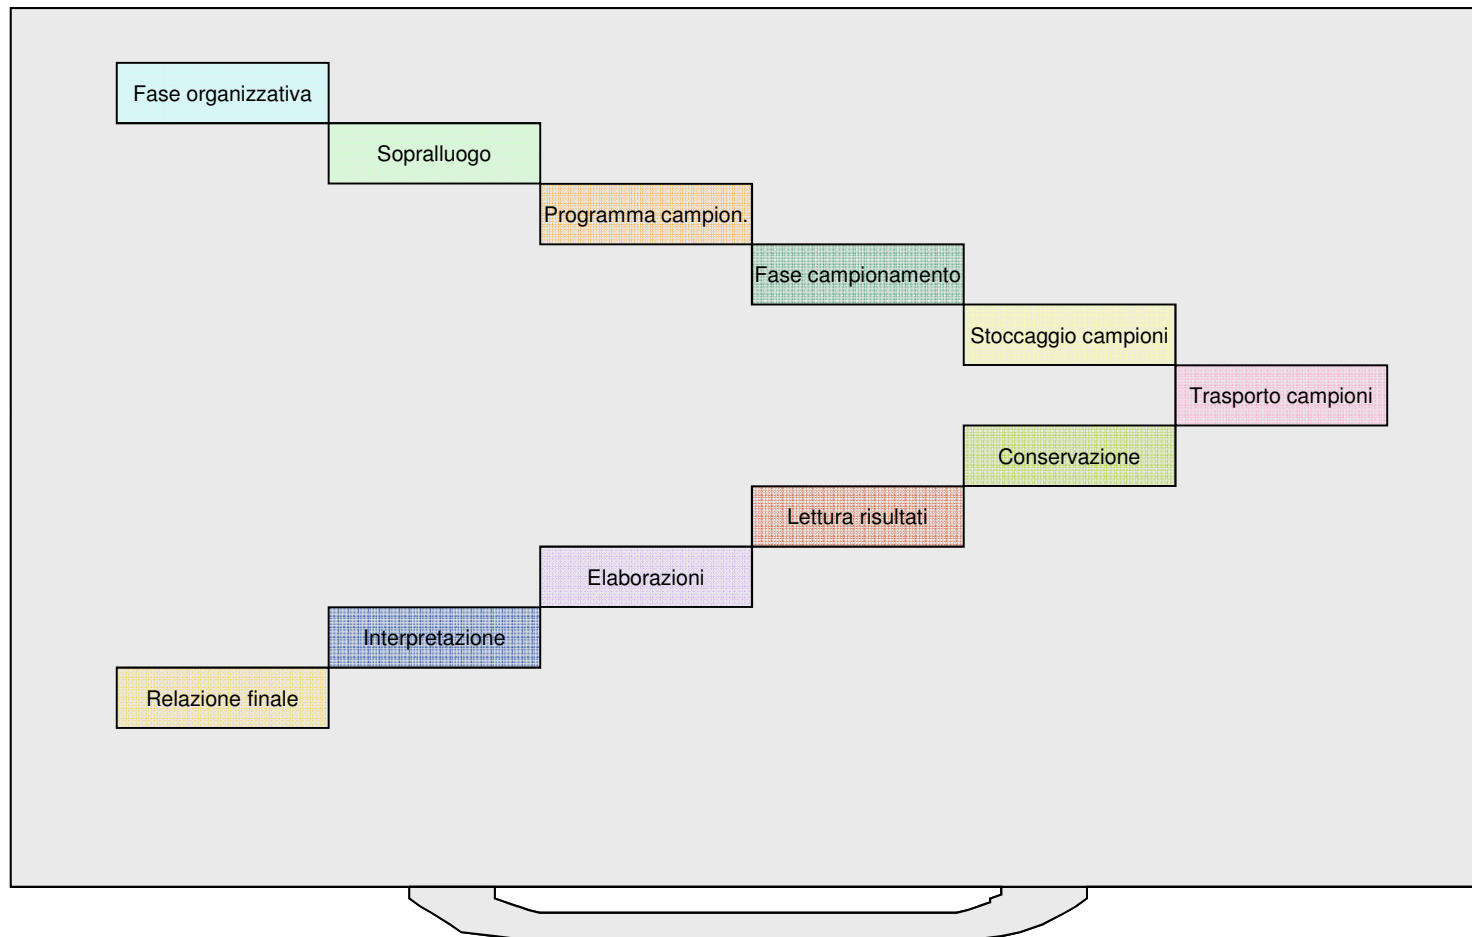 Fase organizzativa
Sopralluogo
Programma campion.
Fase campionamento
Stoccaggio campioni
Trasporto campioni
Conservazione
Lettura risultati
Elaborazioni
Interpretazione
Relazione finale